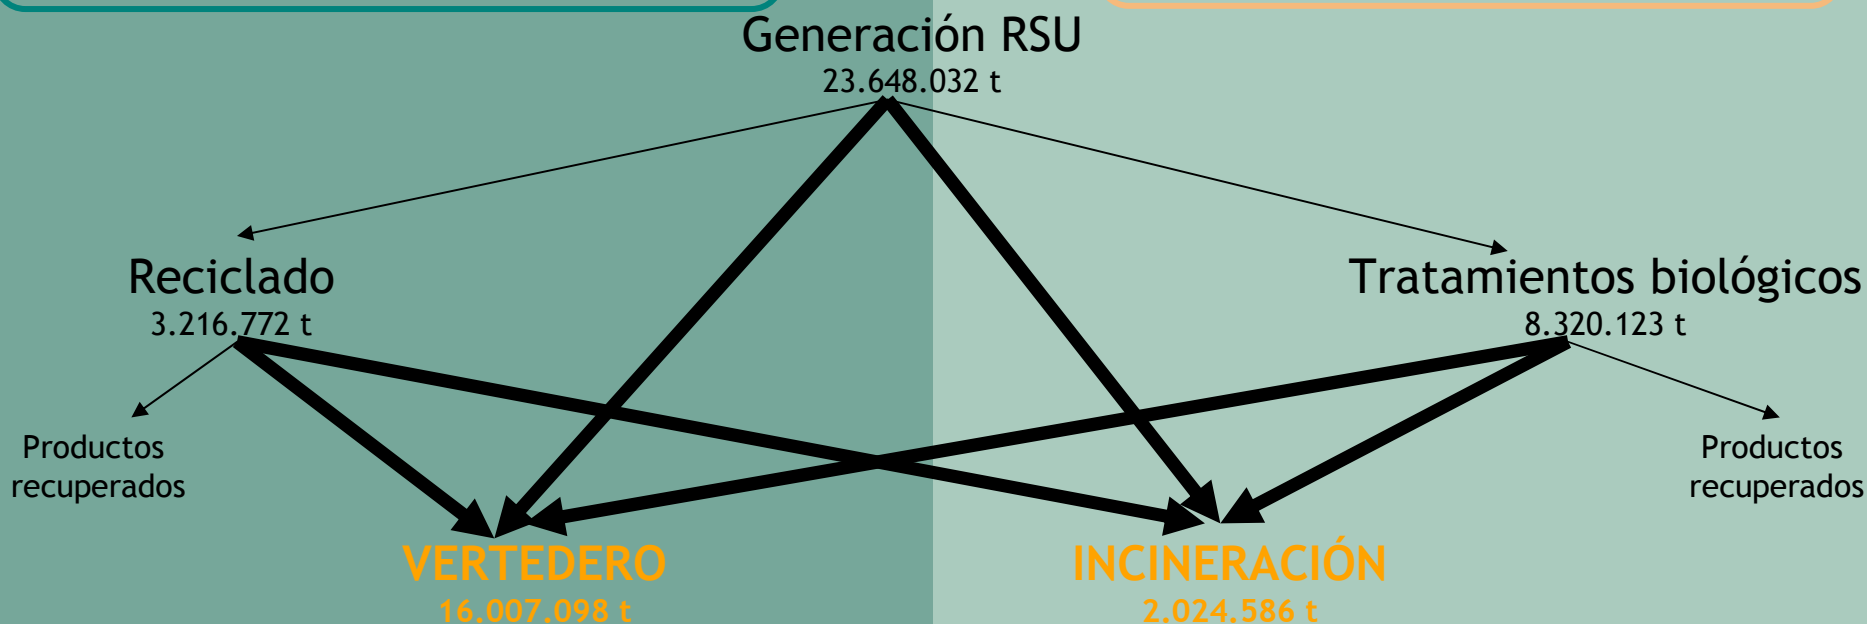 Generación RSU
23.648.032 t
Reciclado
3.216.772 t
Tratamientos biológicos
8.320.123 t
Productos
recuperados
Productos
recuperados
VERTEDERO
16.007.098 t
INCINERACIÓN
2.024.586 t